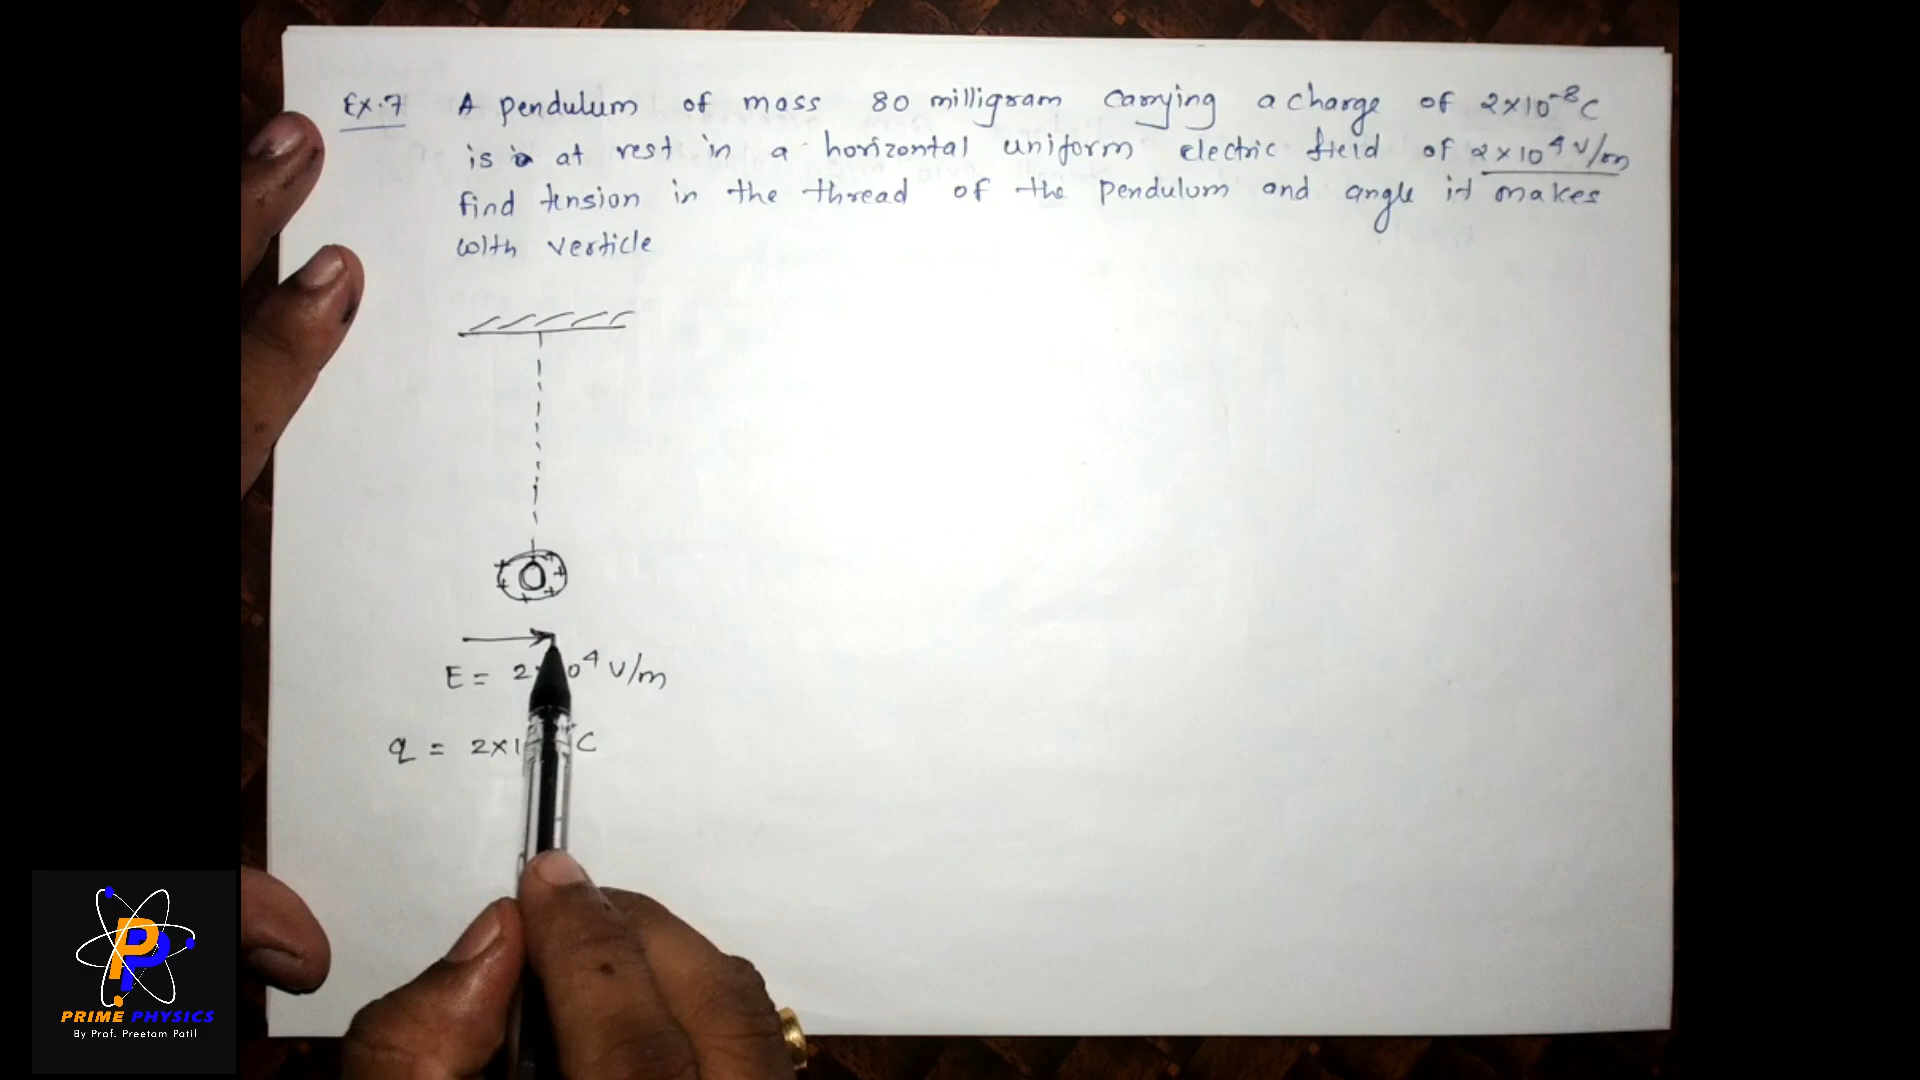 Ex.7 A pendulum of mass 80 milligram carrying a charge of 2×10⁻⁸C
is at rest in a horizontal uniform electric field of 2×10⁴ V/m
find tension in the thread of the pendulum and angle it makes
with verticle
E = 2 0⁴ V/m
q = 2×1 C
PRIME PHYSICS
By Prof. Preetam Patil